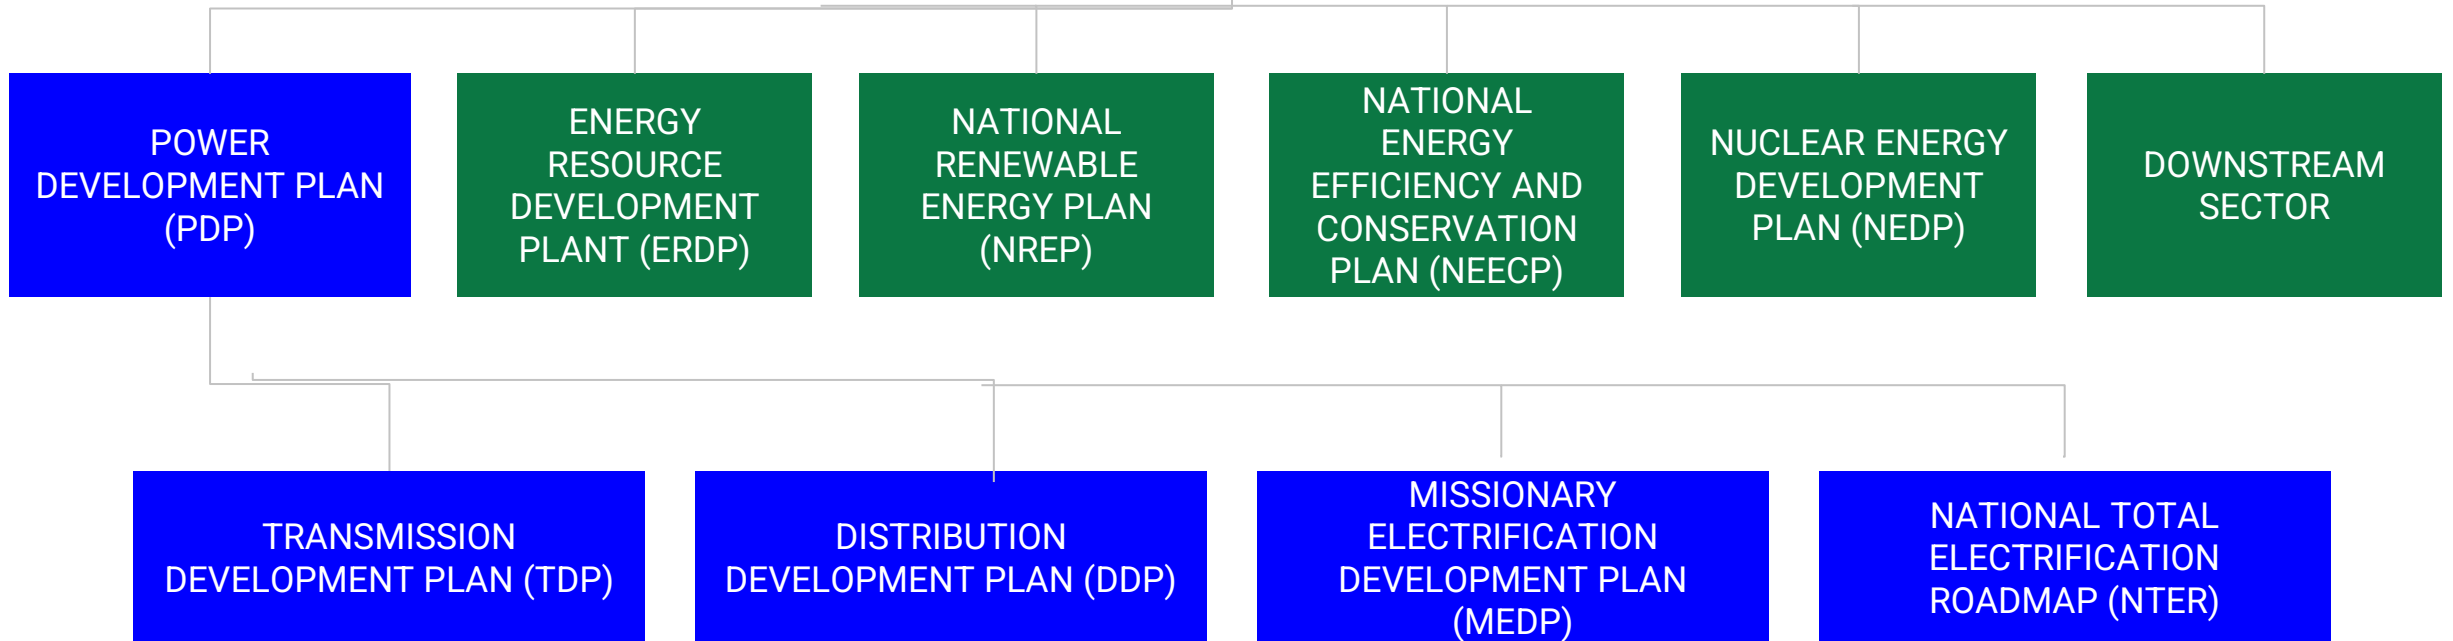 POWER
DEVELOPMENT PLAN
(PDP)
ENERGY
RESOURCE
DEVELOPMENT
PLANT (ERDP)
NATIONAL
RENEWABLE
ENERGY PLAN
(NREP)
NATIONAL
ENERGY
EFFICIENCY AND
CONSERVATION
PLAN (NEECP)
NUCLEAR ENERGY
DEVELOPMENT
PLAN (NEDP)
DOWNSTREAM
SECTOR
TRANSMISSION
DEVELOPMENT PLAN (TDP)
DISTRIBUTION
DEVELOPMENT PLAN (DDP)
MISSIONARY
ELECTRIFICATION
DEVELOPMENT PLAN
(MEDP)
NATIONAL TOTAL
ELECTRIFICATION
ROADMAP (NTER)